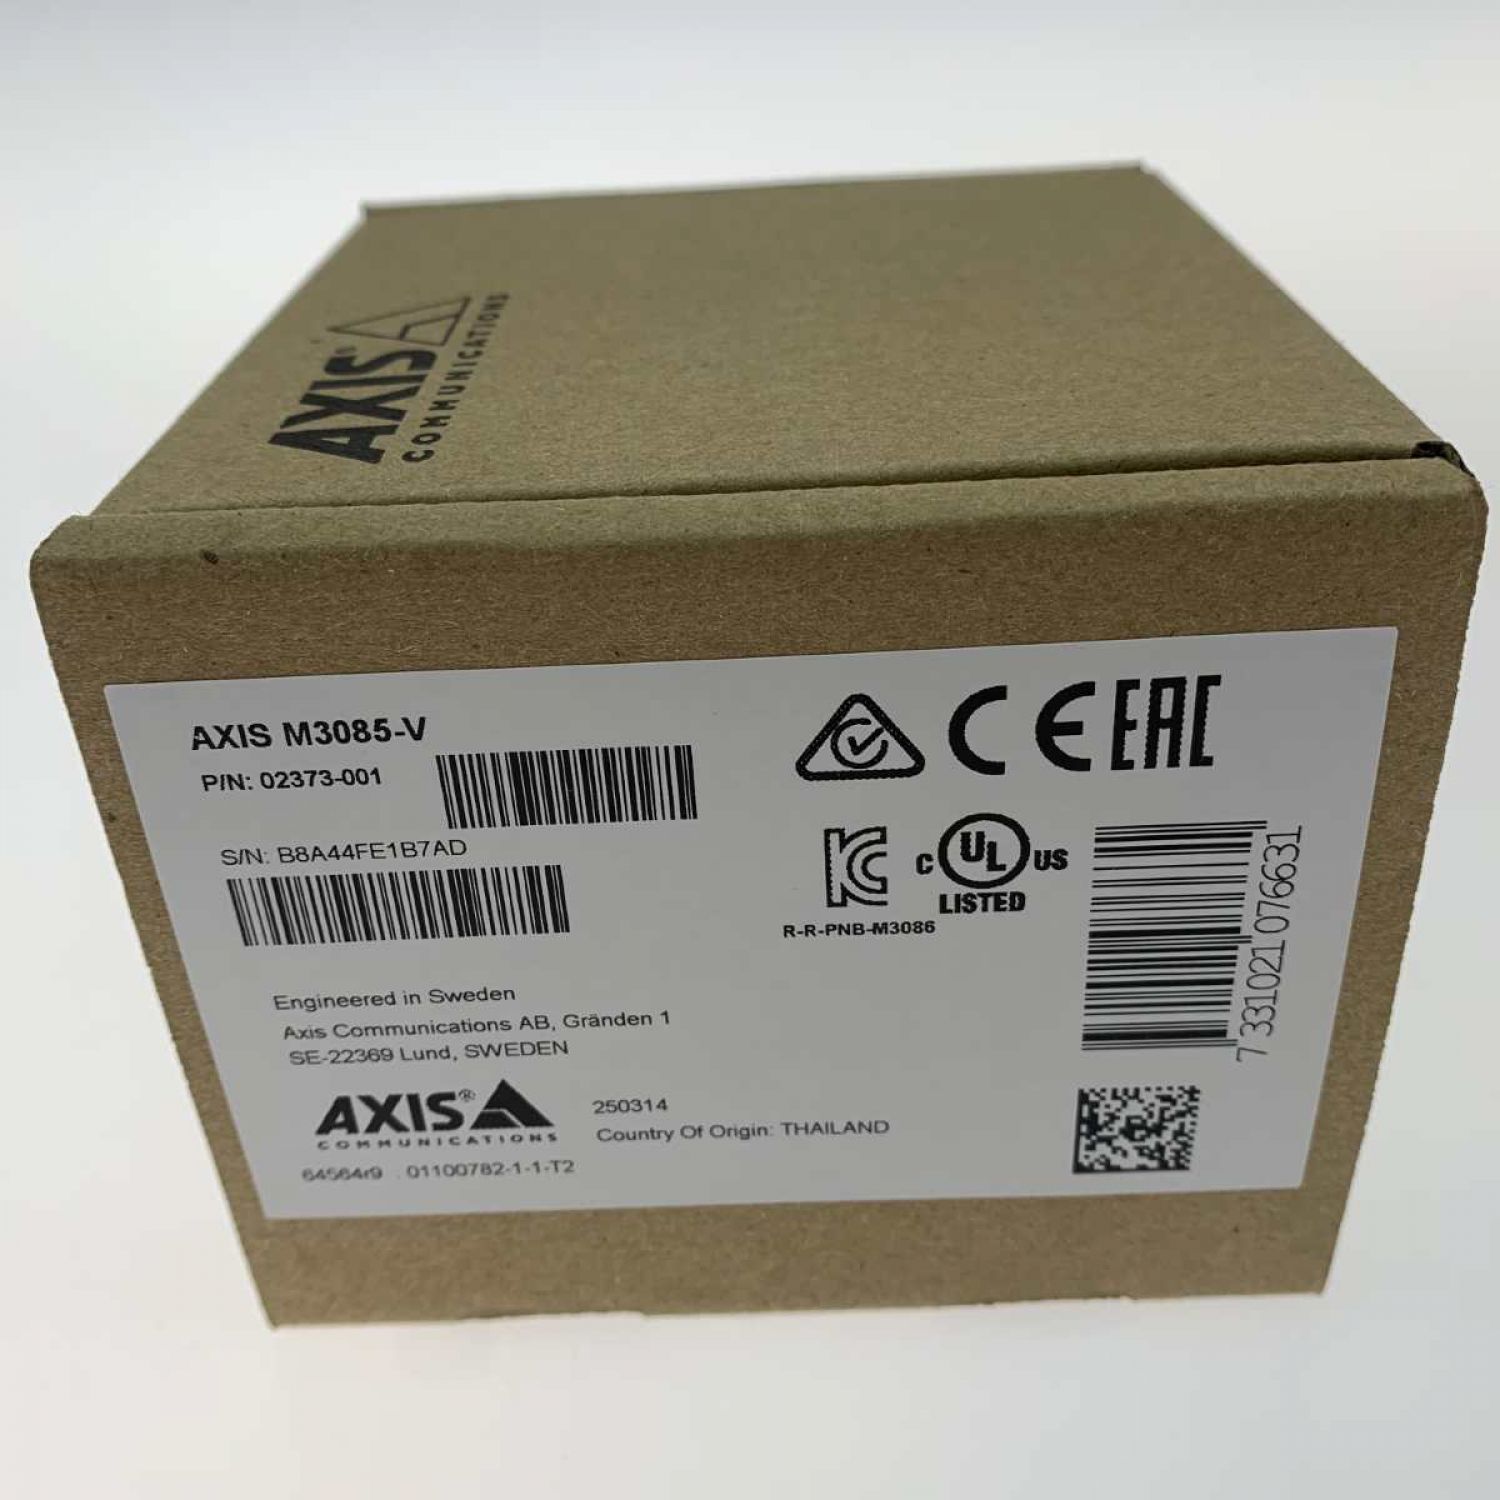 AXIS
COMMUNICATIONS
AXIS M3085-V
P/N: 02373-001
S/N: B8A44FE1B7AD
Engineered in Sweden
Axis Communications AB, Gränden 1
SE-22369 Lund, SWEDEN
AXIS®
COMMUNICATIONS
250314
Country Of Origin: THAILAND
64564r9 . 01100782-1-1-T2
CE EAC
KC
C UL US
LISTED
R-R-PNB-M3086
7 331021 076631